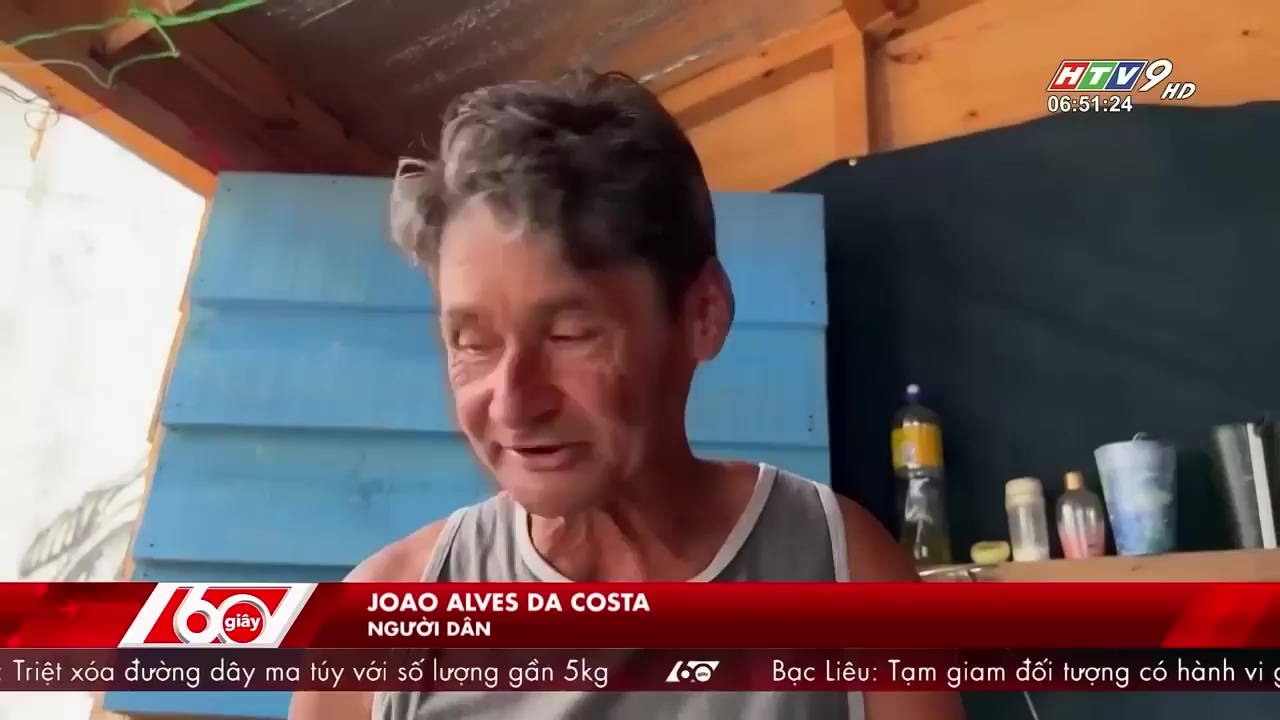 HTV9 HD
06:51:24
60 giây
JOAO ALVES DA COSTA
NGƯỜI DÂN
: Triệt xóa đường dây ma túy với số lượng gần 5kg 60 giây Bạc Liêu: Tạm giam đối tượng có hành vi